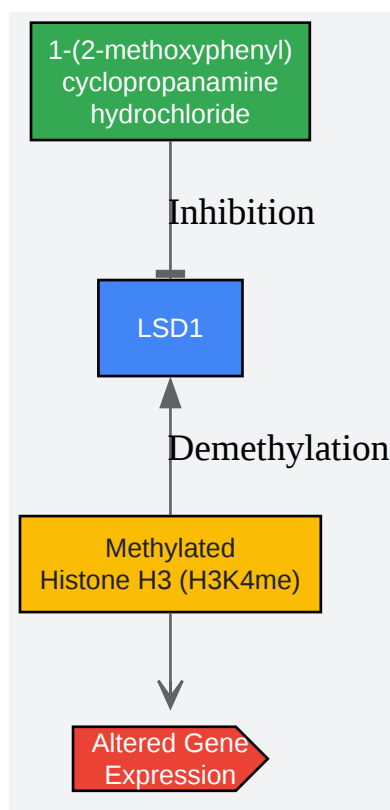 1-(2-methoxyphenyl)
cyclopropanamine
hydrochloride
Inhibition
LSD1
Demethylation
Methylated
Histone H3 (H3K4me)
Altered Gene
Expression